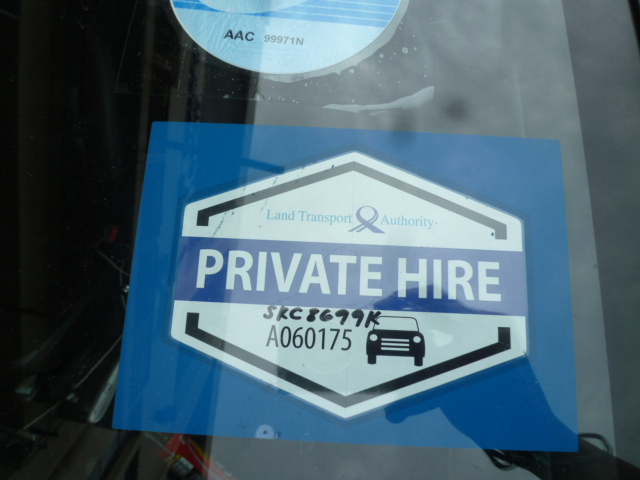 AAC 99971N
Land Transport Authority
PRIVATE HIRE
SKC8699K
A060175